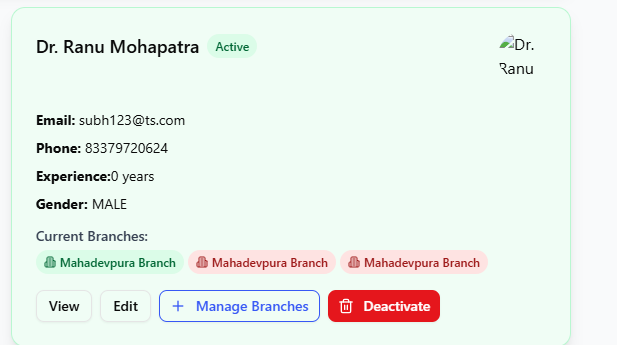 Dr. Ranu Mohapatra Active
Dr.
Ranu
Email: subh123@ts.com
Phone: 83379720624
Experience:0 years
Gender: MALE
Current Branches:
Mahadevpura Branch Mahadevpura Branch Mahadevpura Branch
View Edit + Manage Branches Deactivate